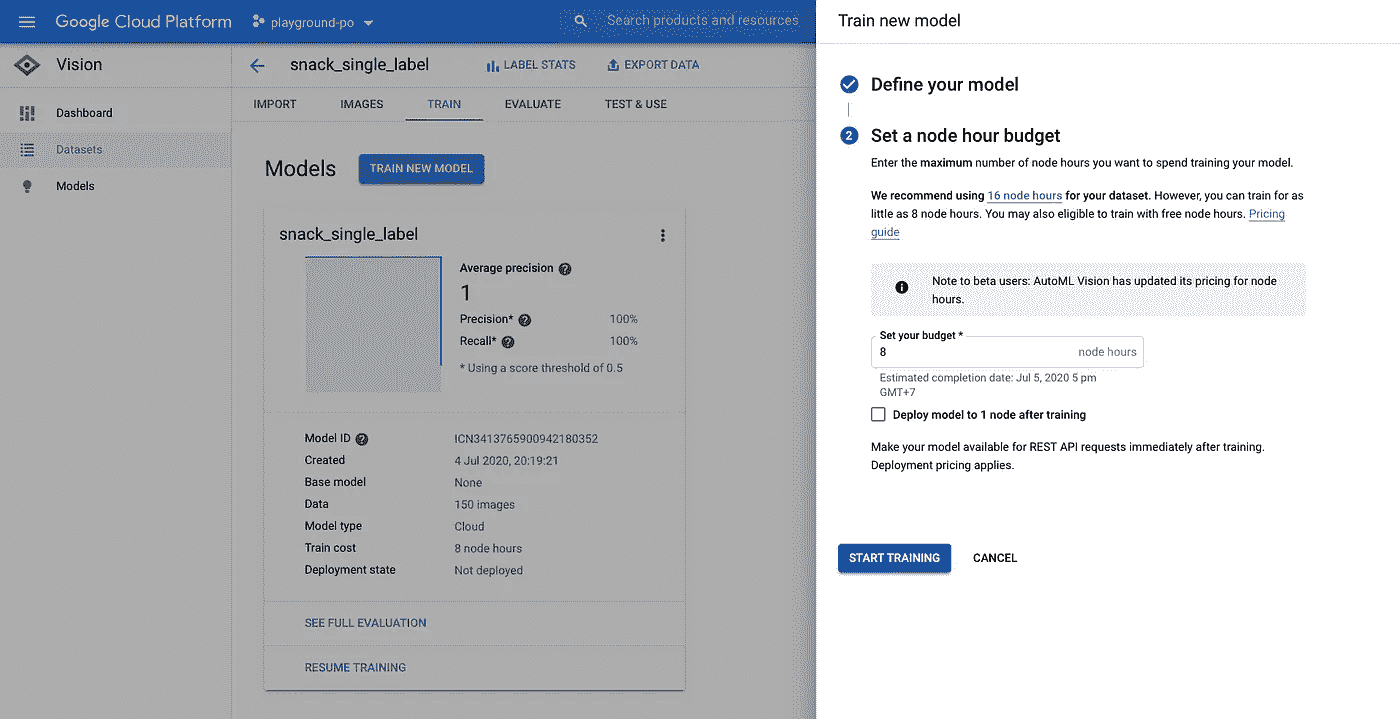 Google Cloud Platform
playground-po
Search products and resources
Vision
Dashboard
Datasets
Models
snack_single_label
LABEL STATS
EXPORT DATA
IMPORT
IMAGES
TRAIN
EVALUATE
TEST & USE
Models
TRAIN NEW MODEL
snack_single_label
Average precision
1
Precision* 100%
Recall* 100%
* Using a score threshold of 0.5
Model ID ICN3413765900942180352
Created 4 Jul 2020, 20:19:21
Base model None
Data 150 images
Model type Cloud
Train cost 8 node hours
Deployment state Not deployed
SEE FULL EVALUATION
RESUME TRAINING
Train new model
Define your model
2 Set a node hour budget
Enter the maximum number of node hours you want to spend training your model.
We recommend using 16 node hours for your dataset. However, you can train for as
little as 8 node hours. You may also eligible to train with free node hours. Pricing
guide
Note to beta users: AutoML Vision has updated its pricing for node
hours.
Set your budget *
8 node hours
Estimated completion date: Jul 5, 2020 5 pm
GMT+7
Deploy model to 1 node after training
Make your model available for REST API requests immediately after training.
Deployment pricing applies.
START TRAINING
CANCEL